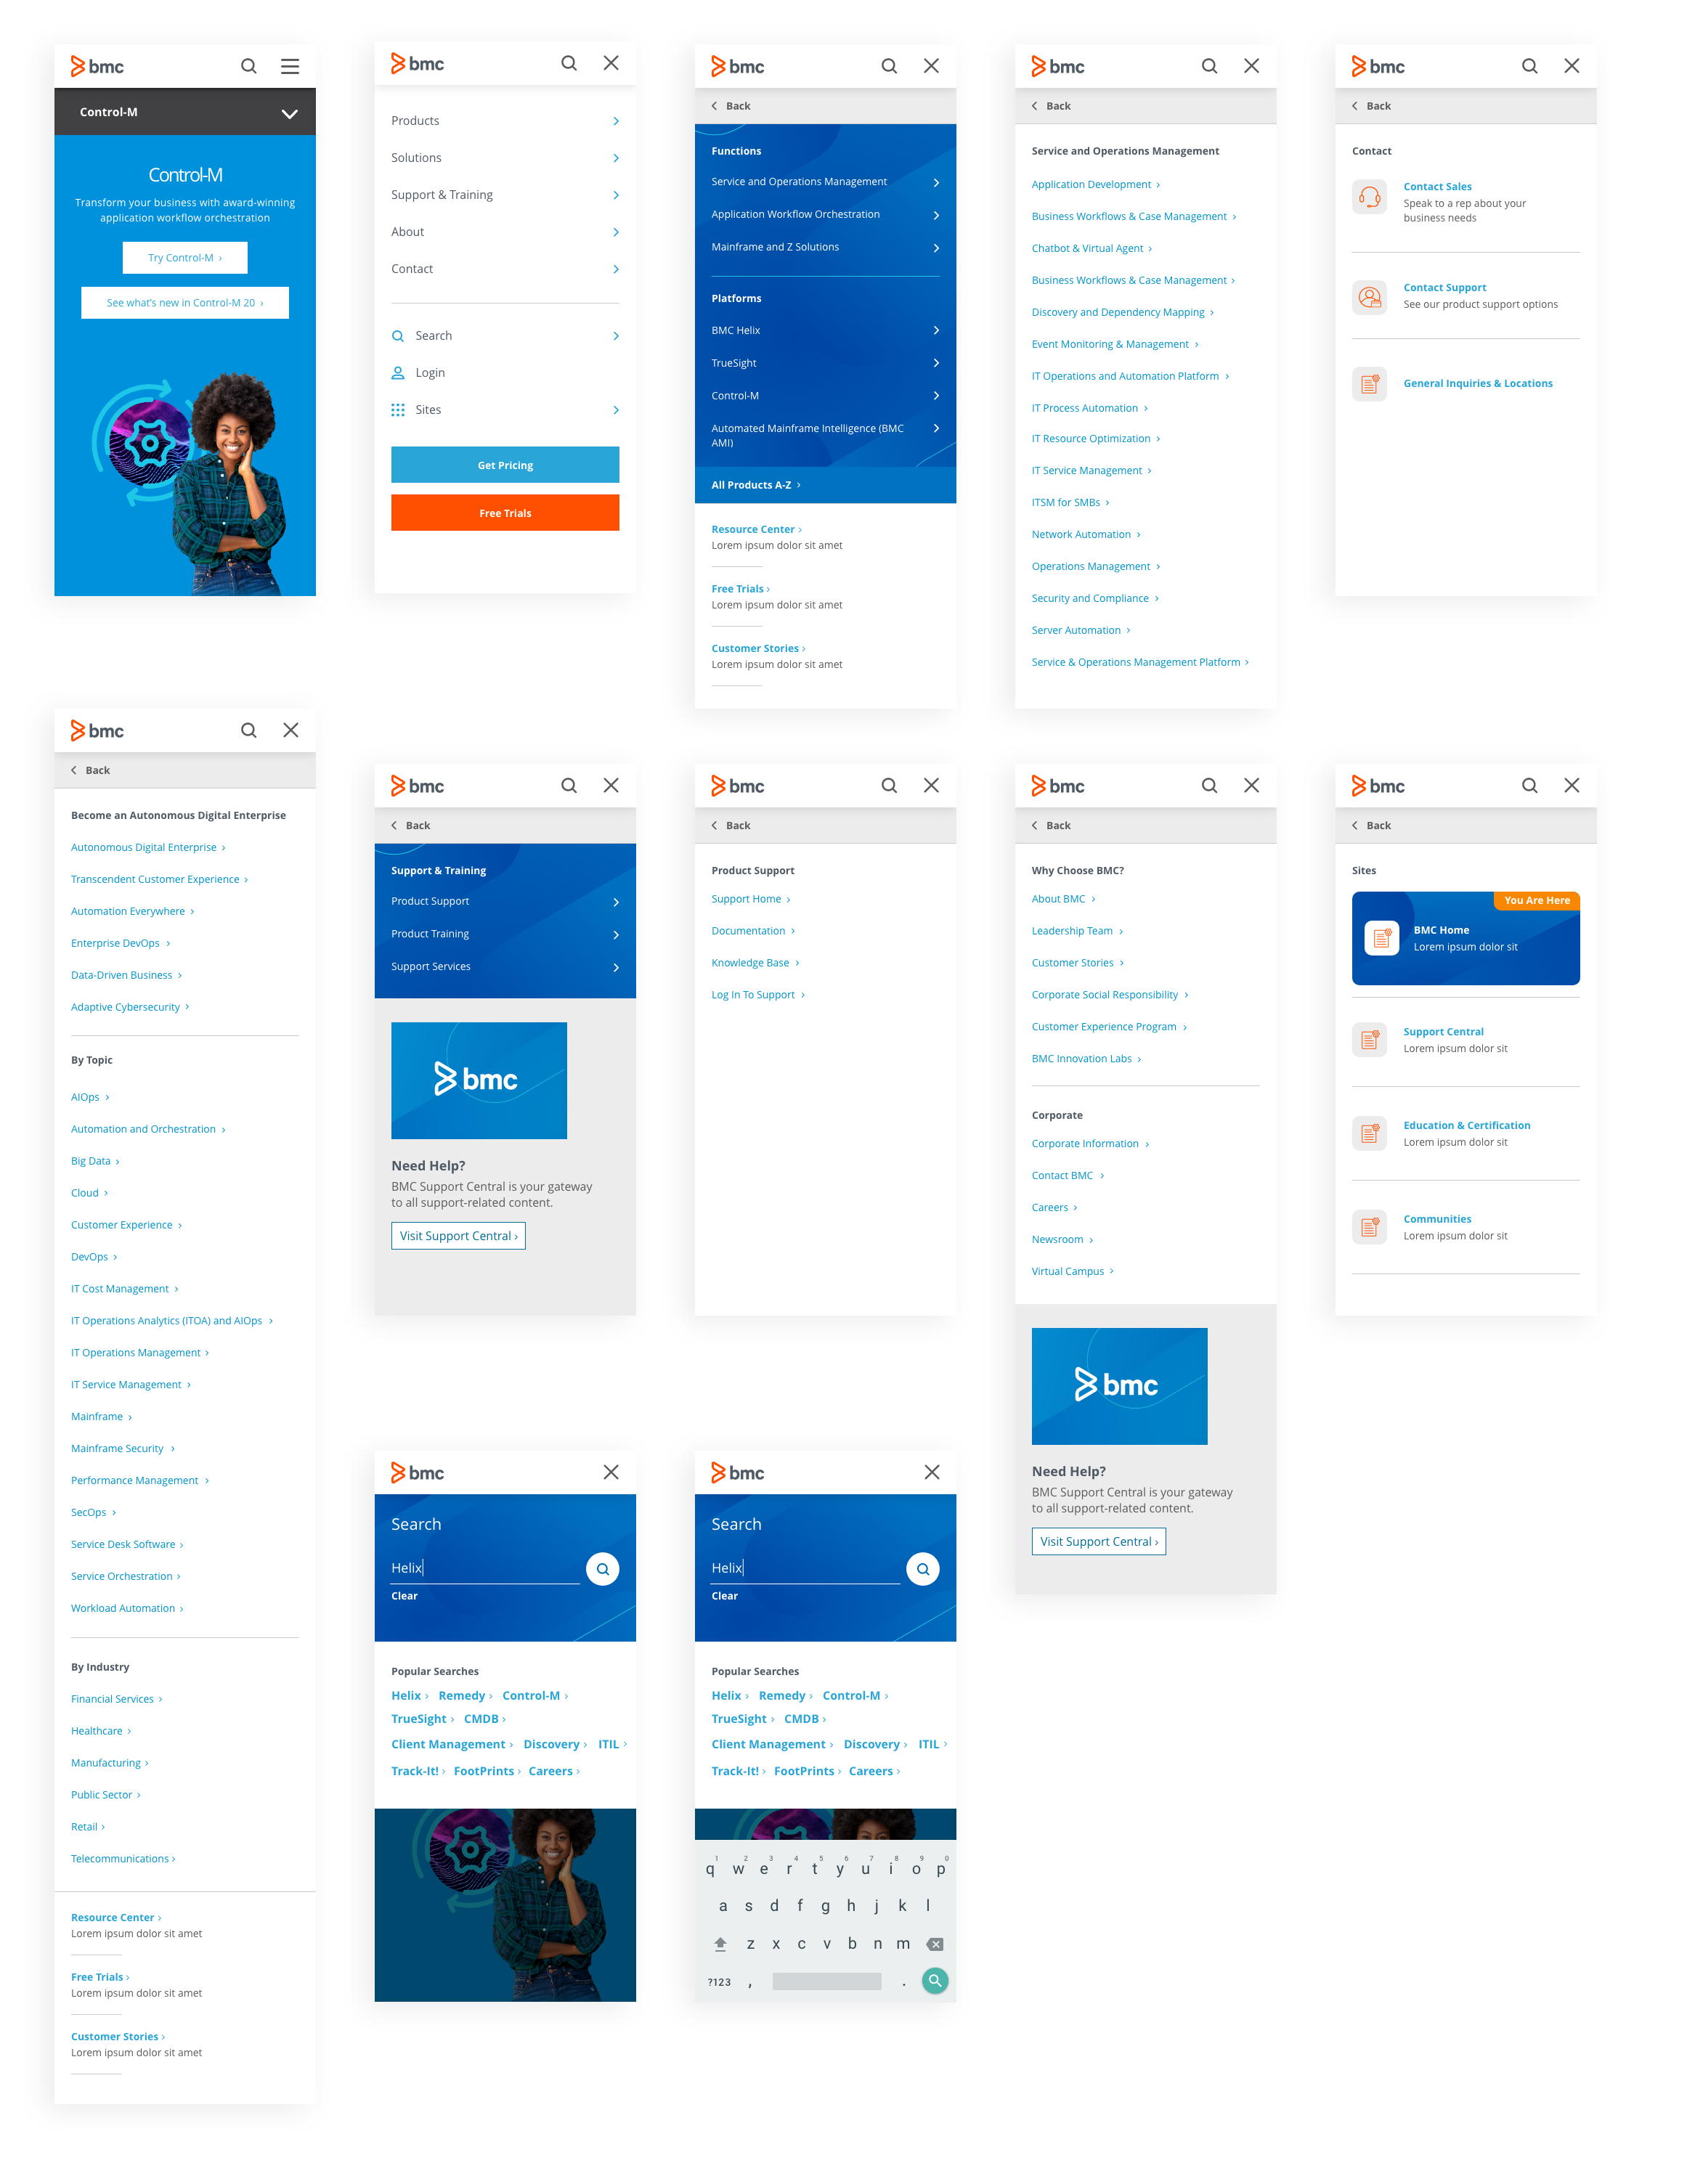 bmc
Control-M
Control-M
Transform your business with award-winning
application workflow orchestration
Try Control-M ›
See what's new in Control-M 20 ›
bmc
Products
Solutions
Support & Training
About
Contact
Search
Login
Sites
Get Pricing
Free Trials
bmc
Back
Functions
Service and Operations Management
Application Workflow Orchestration
Mainframe and Z Solutions
Platforms
BMC Helix
TrueSight
Control-M
Automated Mainframe Intelligence (BMC
AMI)
All Products A-Z ›
Resource Center ›
Lorem ipsum dolor sit amet
Free Trials ›
Lorem ipsum dolor sit amet
Customer Stories ›
Lorem ipsum dolor sit amet
bmc
Back
Service and Operations Management
Application Development ›
Business Workflows & Case Management ›
Chatbot & Virtual Agent ›
Business Workflows & Case Management ›
Discovery and Dependency Mapping ›
Event Monitoring & Management ›
IT Operations and Automation Platform ›
IT Process Automation ›
IT Resource Optimization ›
IT Service Management ›
ITSM for SMBs ›
Network Automation ›
Operations Management ›
Security and Compliance ›
Server Automation ›
Service & Operations Management Platform ›
bmc
Back
Contact
Contact Sales
Speak to a rep about your
business needs
Contact Support
See our product support options
General Inquiries & Locations
bmc
Back
Become an Autonomous Digital Enterprise
Autonomous Digital Enterprise ›
Transcendent Customer Experience ›
Automation Everywhere ›
Enterprise DevOps ›
Data-Driven Business ›
Adaptive Cybersecurity ›
By Topic
AIOps ›
Automation and Orchestration ›
Big Data ›
Cloud ›
Customer Experience ›
DevOps ›
IT Cost Management ›
IT Operations Analytics (ITOA) and AIOps ›
IT Operations Management ›
IT Service Management ›
Mainframe ›
Mainframe Security ›
Performance Management ›
SecOps ›
Service Desk Software ›
Service Orchestration ›
Workload Automation ›
By Industry
Financial Services ›
Healthcare ›
Manufacturing ›
Public Sector ›
Retail ›
Telecommunications ›
Resource Center ›
Lorem ipsum dolor sit amet
Free Trials ›
Lorem ipsum dolor sit amet
Customer Stories ›
Lorem ipsum dolor sit amet
bmc
Back
Support & Training
Product Support
Product Training
Support Services
bmc
Need Help?
BMC Support Central is your gateway
to all support-related content.
Visit Support Central ›
bmc
Back
Product Support
Support Home ›
Documentation ›
Knowledge Base ›
Log In To Support ›
bmc
Back
Why Choose BMC?
About BMC ›
Leadership Team ›
Customer Stories ›
Corporate Social Responsibility ›
Customer Experience Program ›
BMC Innovation Labs ›
Corporate
Corporate Information ›
Contact BMC ›
Careers ›
Newsroom ›
Virtual Campus ›
bmc
Need Help?
BMC Support Central is your gateway
to all support-related content.
Visit Support Central ›
bmc
Back
Sites
You Are Here
BMC Home
Lorem ipsum dolor sit
Support Central
Lorem ipsum dolor sit
Education & Certification
Lorem ipsum dolor sit
Communities
Lorem ipsum dolor sit
bmc
Search
Helix
Clear
Popular Searches
Helix › Remedy › Control-M ›
TrueSight › CMDB ›
Client Management › Discovery › ITIL ›
Track-It! › FootPrints › Careers ›
bmc
Search
Helix
Clear
Popular Searches
Helix › Remedy › Control-M ›
TrueSight › CMDB ›
Client Management › Discovery › ITIL ›
Track-It! › FootPrints › Careers ›
1 2 3 4 5 6 7 8 9 0
q w e r t y u i o p
a s d f g h j k l
z x c v b n m
?123 , .